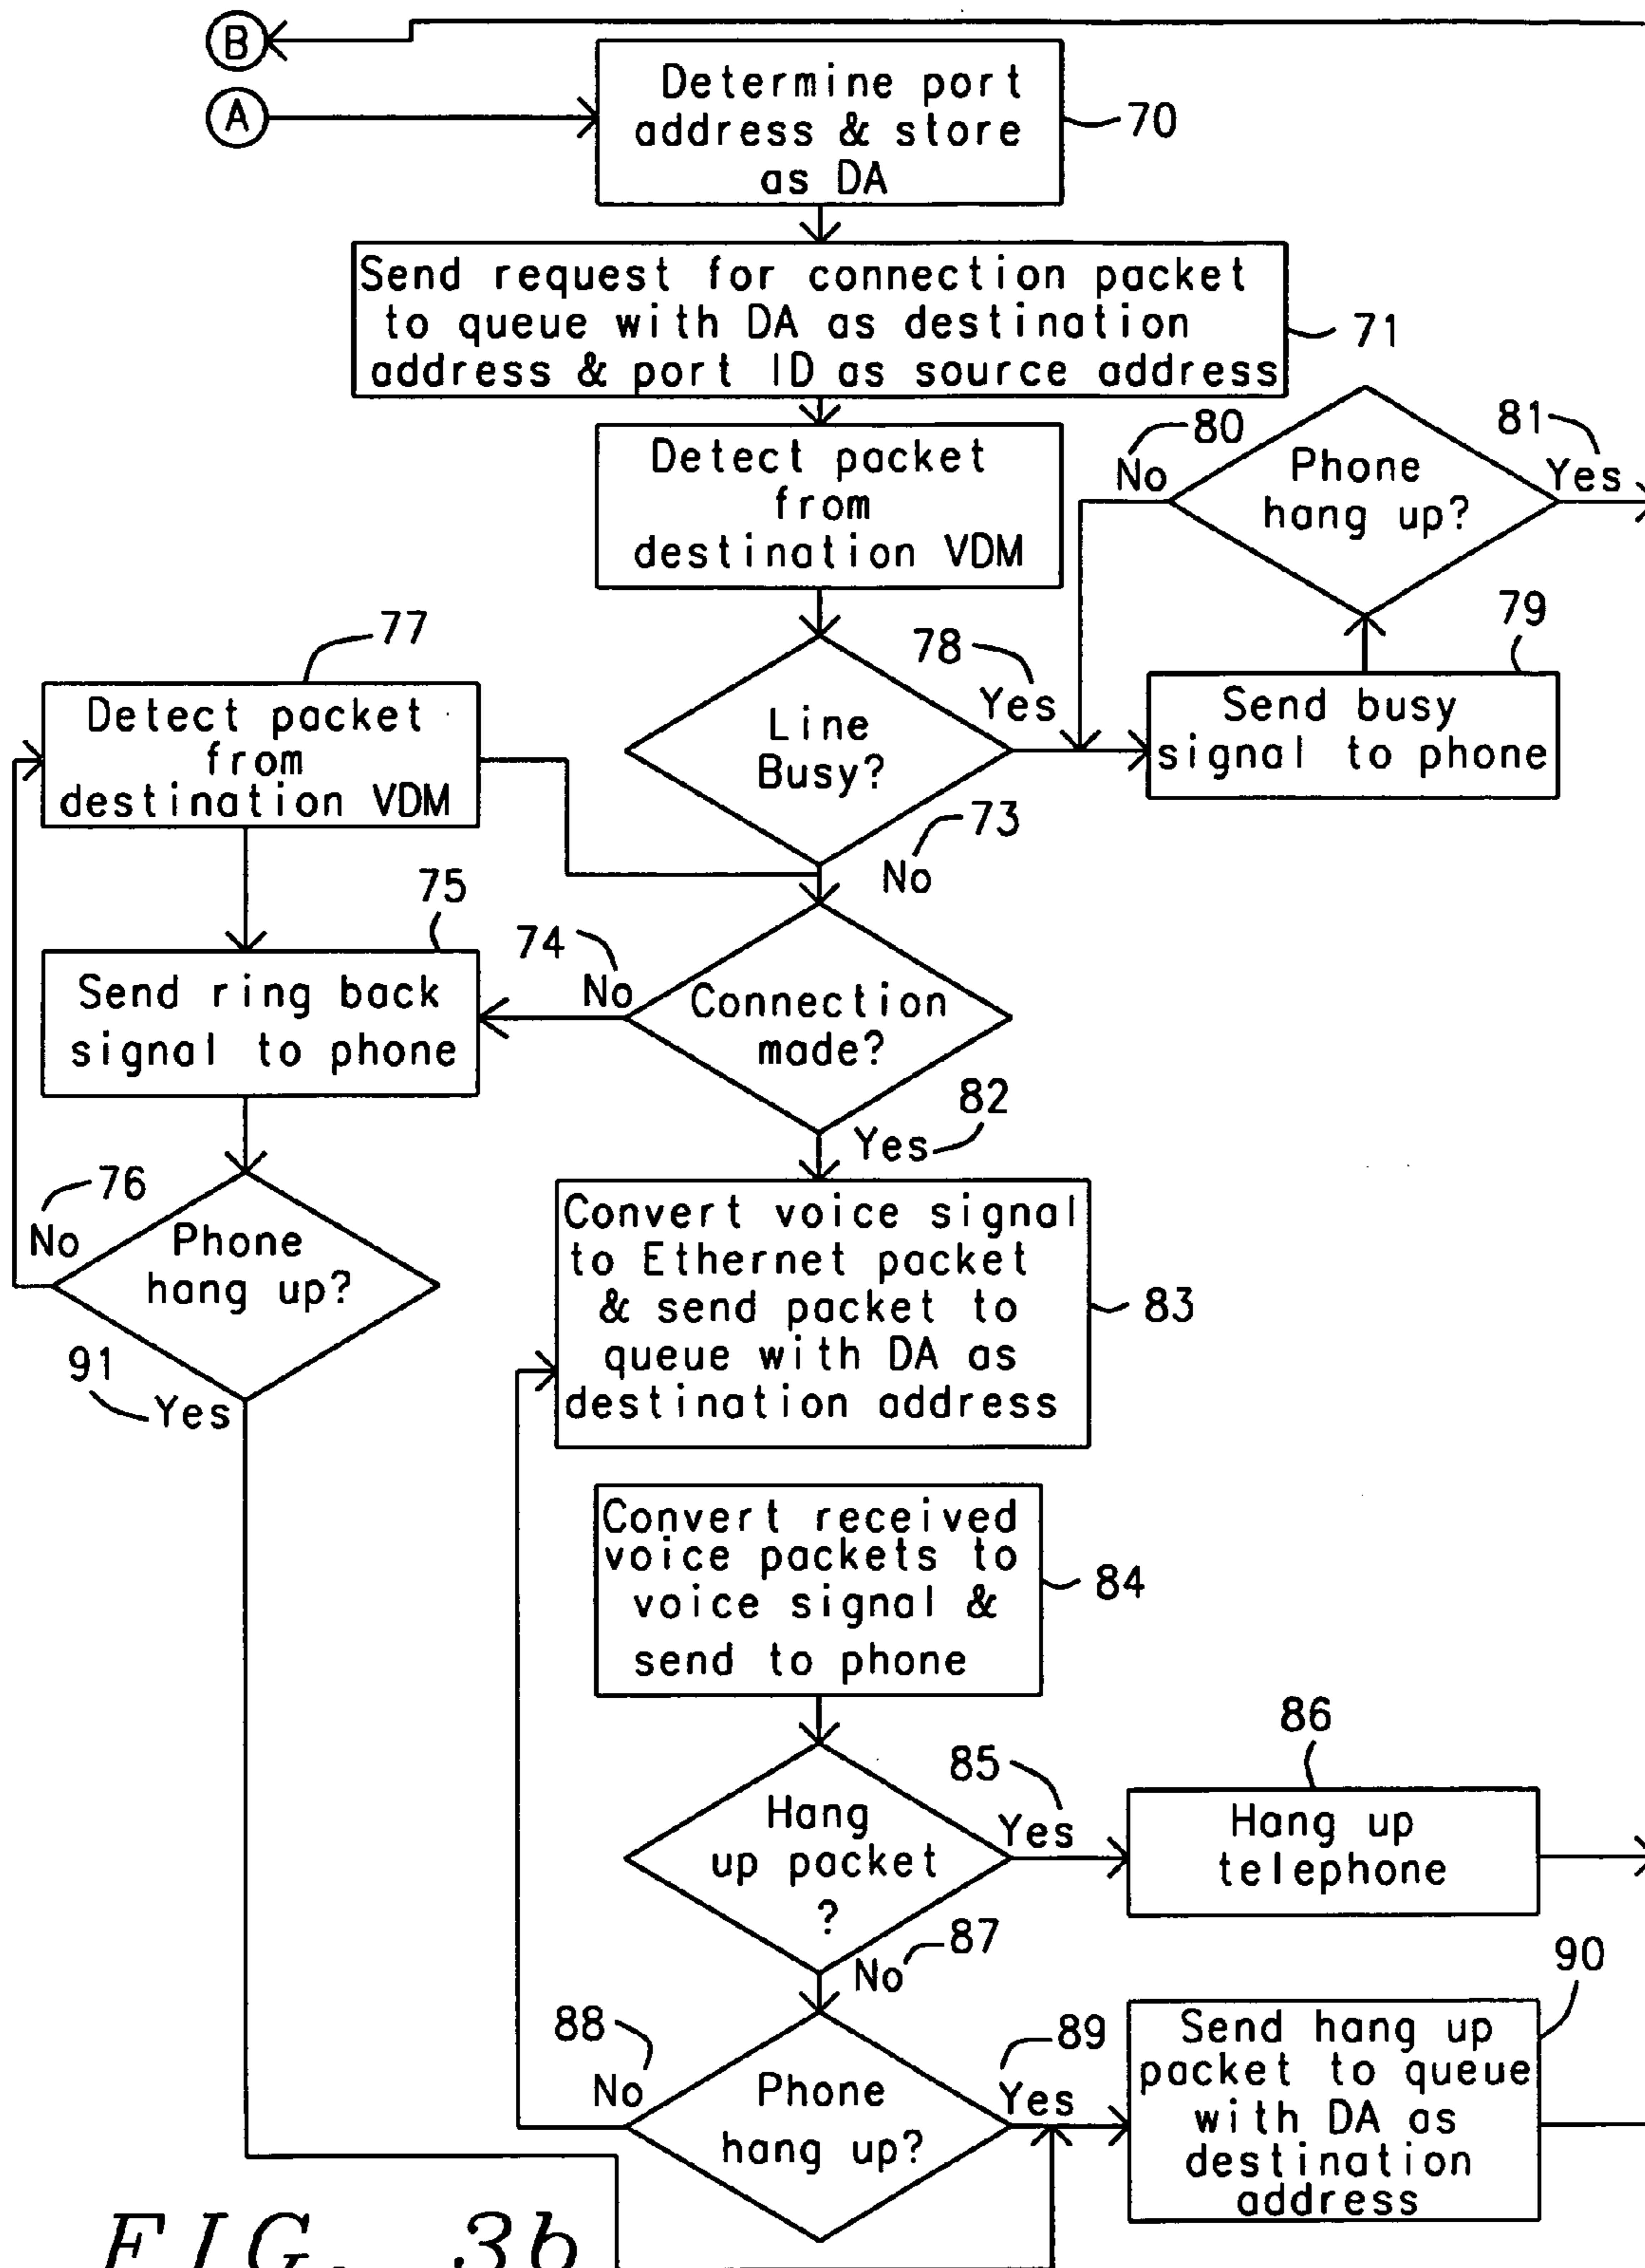 B
A
Determine port
address & store
as DA
70
Send request for connection packet
to queue with DA as destination
address & port ID as source address
71
Detect packet
from
destination VDM
80
No
Phone
hang up?
81
Yes
79
Send busy
signal to phone
78
Yes
Line
Busy?
73
No
77
Detect packet
from
destination VDM
75
Send ring back
signal to phone
74
No
Connection
made?
82
Yes
76
No
Phone
hang up?
91
Yes
Convert voice signal
to Ethernet packet
& send packet to
queue with DA as
destination address
83
Convert received
voice packets to
voice signal &
send to phone
84
Hang
up packet
?
85
Yes
86
Hang up
telephone
87
No
88
No
Phone
hang up?
89
Yes
90
Send hang up
packet to queue
with DA as
destination
address
FIG. 3b